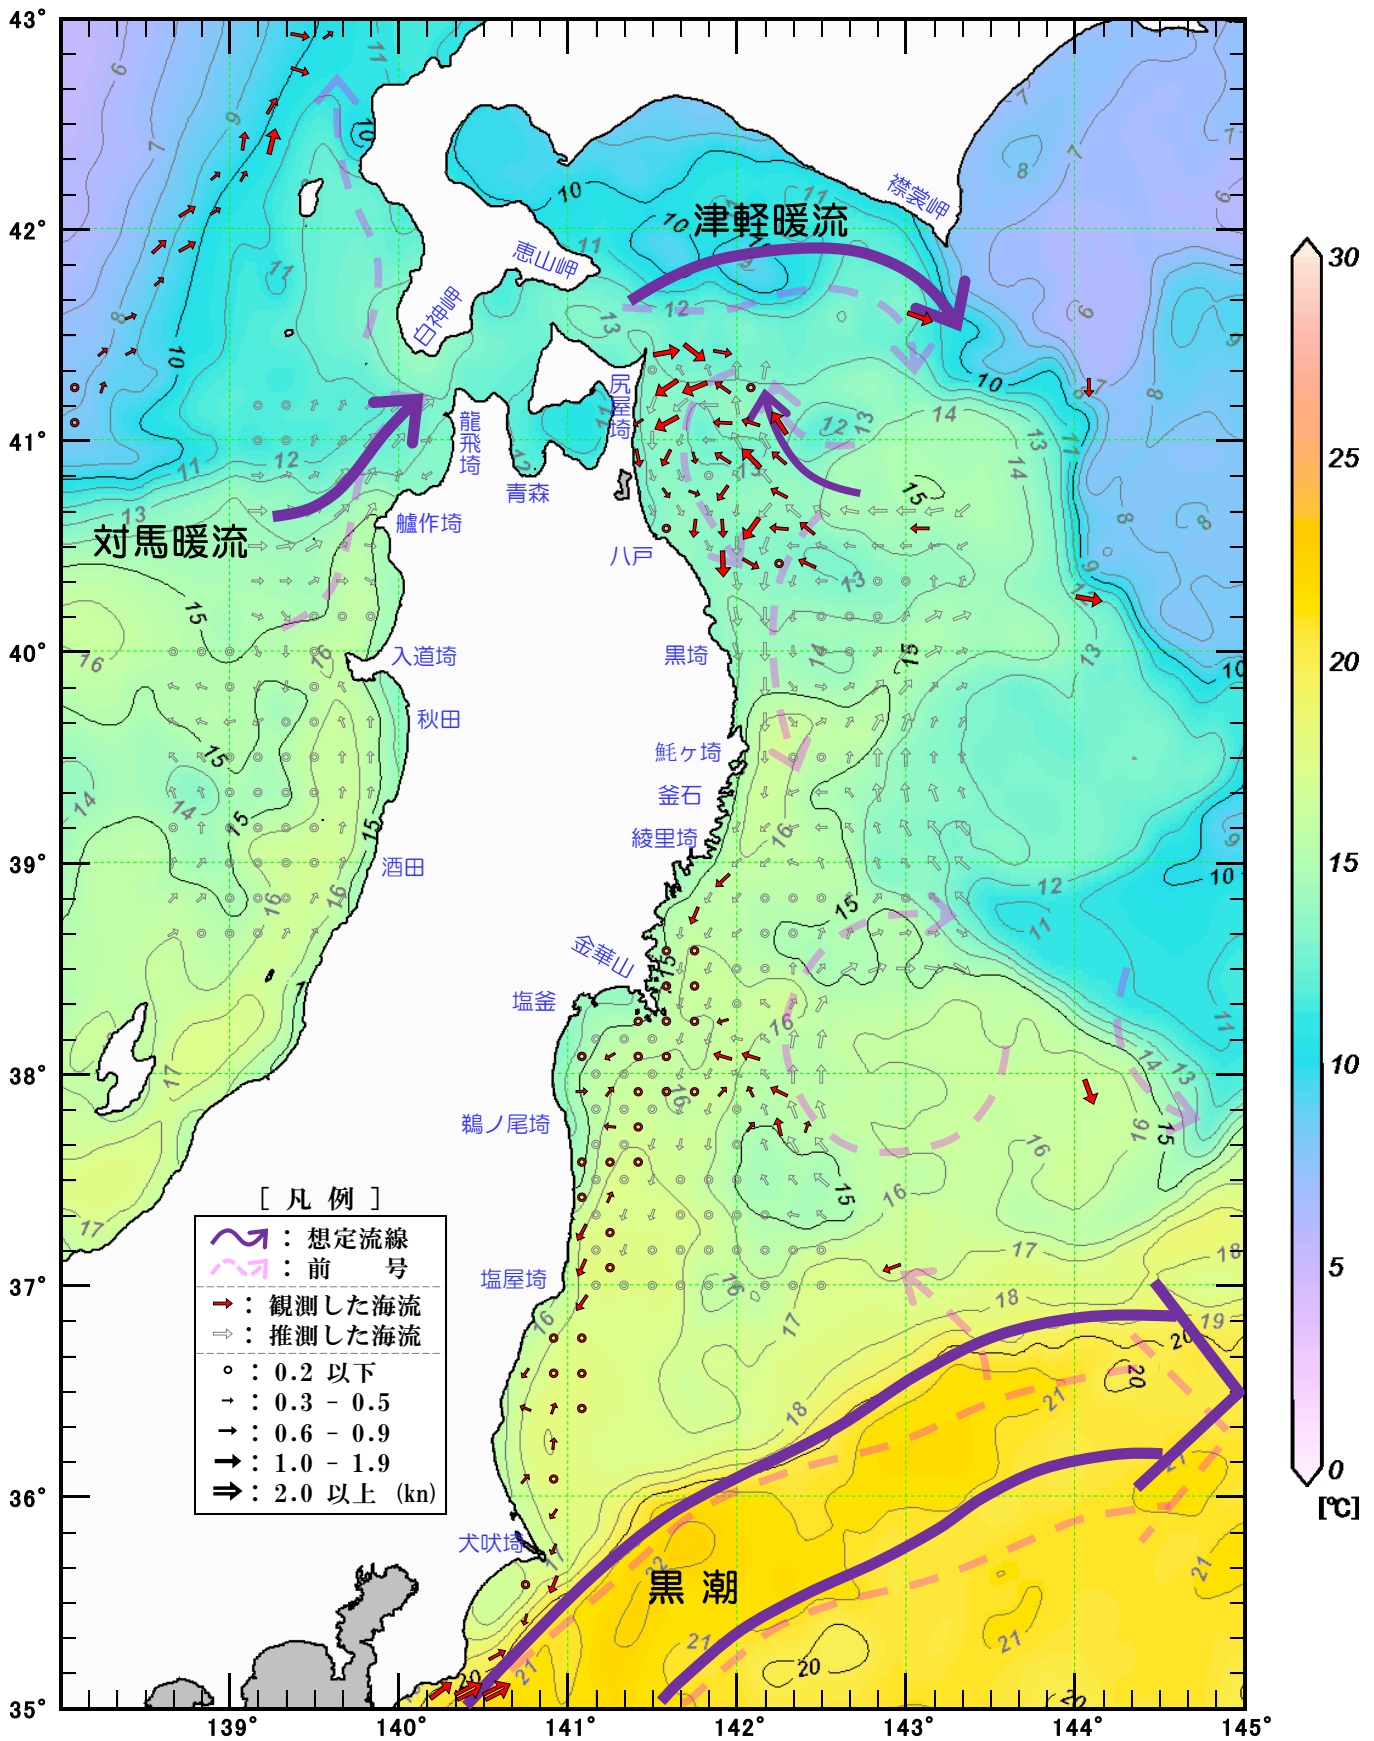 43°
42°
41°
40°
39°
38°
37°
36°
35°
139°
140°
141°
142°
143°
144°
145°
津軽暖流
対馬暖流
黒潮
襟裳岬
恵山岬
白神岬
龍飛埼
尻屋埼
青森
艫作埼
八戸
入道埼
黒埼
秋田
魹ヶ埼
釜石
綾里埼
酒田
金華山
塩釜
鵜ノ尾埼
塩屋埼
犬吠埼
[ 凡 例 ]
: 想定流線
: 前 号
: 観測した海流
: 推測した海流
: 0.2 以下
: 0.3 - 0.5
: 0.6 - 0.9
: 1.0 - 1.9
: 2.0 以上 (kn)
30
25
20
15
10
5
0
[℃]